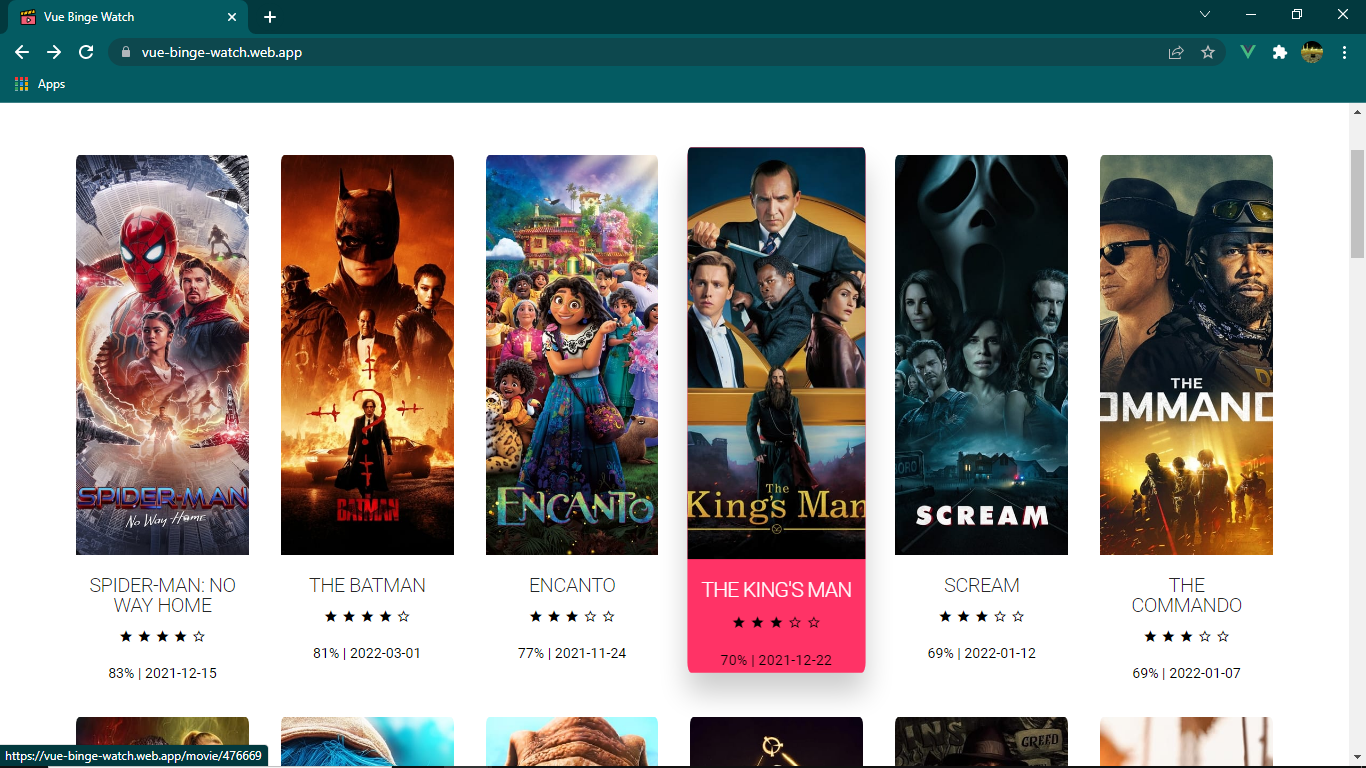 Vue Binge Watch
vue-binge-watch.web.app
Apps
SPIDER-MAN
No Way Home
THE BATMAN
ENCANTO
The
King's Man
SCREAM
THE
OMMAND
SPIDER-MAN: NO
WAY HOME
83% | 2021-12-15
THE BATMAN
81% | 2022-03-01
ENCANTO
77% | 2021-11-24
THE KING'S MAN
70% | 2021-12-22
SCREAM
69% | 2022-01-12
THE
COMMANDO
69% | 2022-01-07
GREED
https://vue-binge-watch.web.app/movie/476669